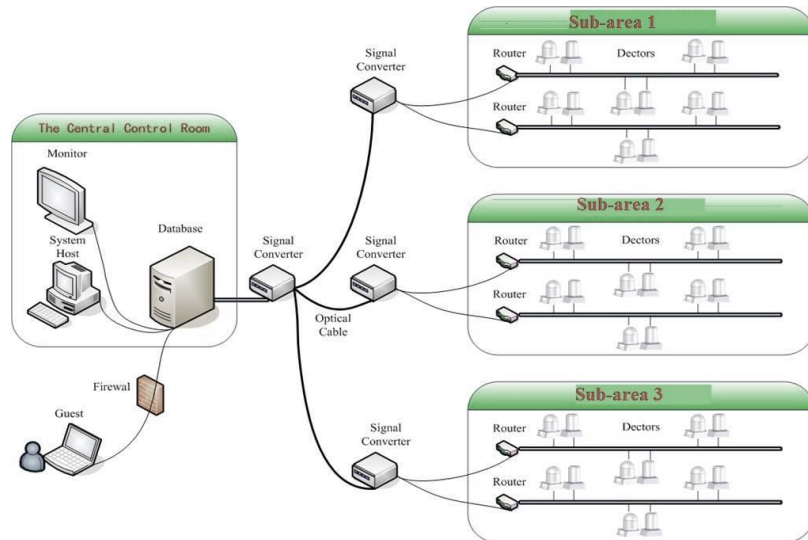 Sub-area 1
Signal
Converter
Router
Dectors
Router
The Central Control Room
Monitor
System
Host
Database
Signal
Converter
Signal
Converter
Optical
Cable
Sub-area 2
Router
Dectors
Router
Firewal
Guest
Signal
Converter
Sub-area 3
Router
Dectors
Router